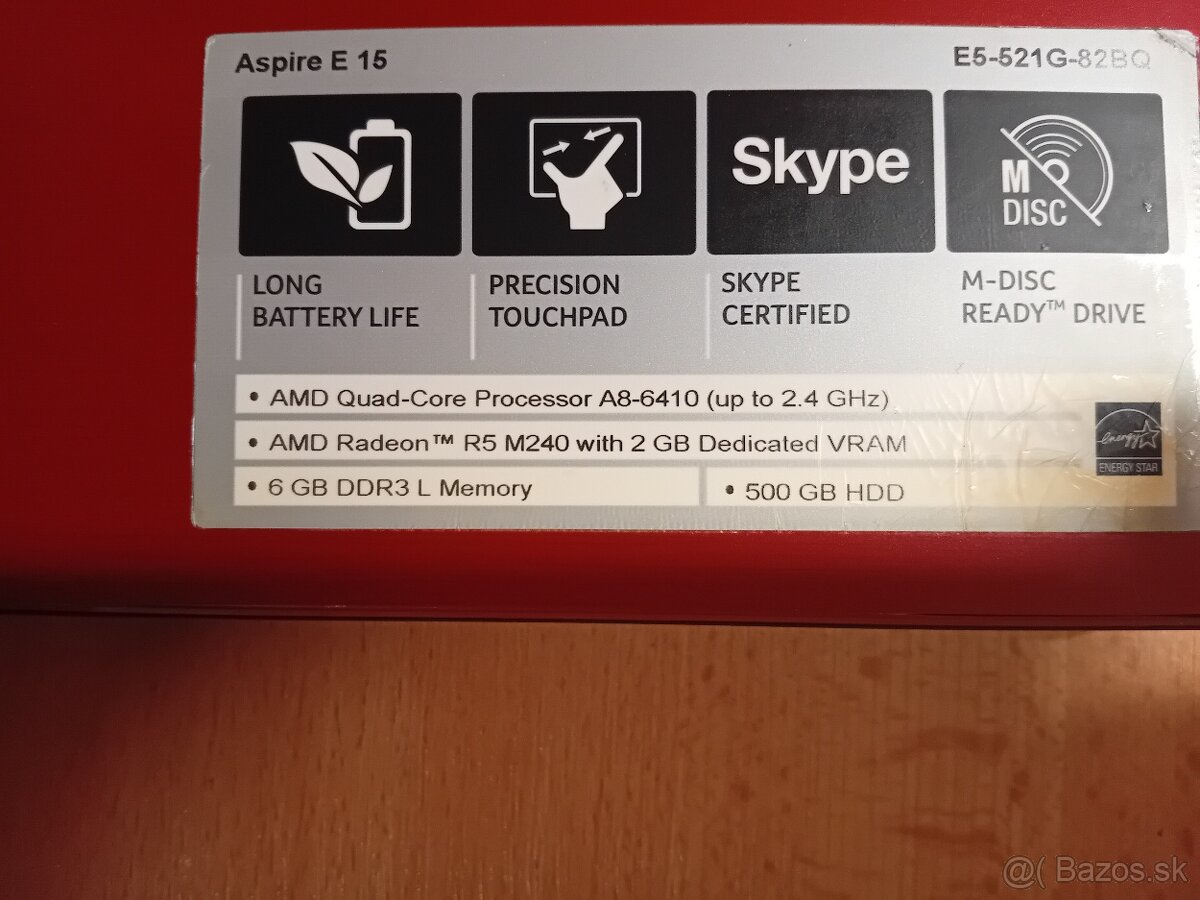 Aspire E 15 E5-521G-82BQ
Skype
M DISC
LONG BATTERY LIFE
PRECISION TOUCHPAD
SKYPE CERTIFIED
M-DISC READY™ DRIVE
• AMD Quad-Core Processor A8-6410 (up to 2.4 GHz)
• AMD Radeon™ R5 M240 with 2 GB Dedicated VRAM
energy
ENERGY STAR
• 6 GB DDR3 L Memory
• 500 GB HDD
@( Bazos.sk